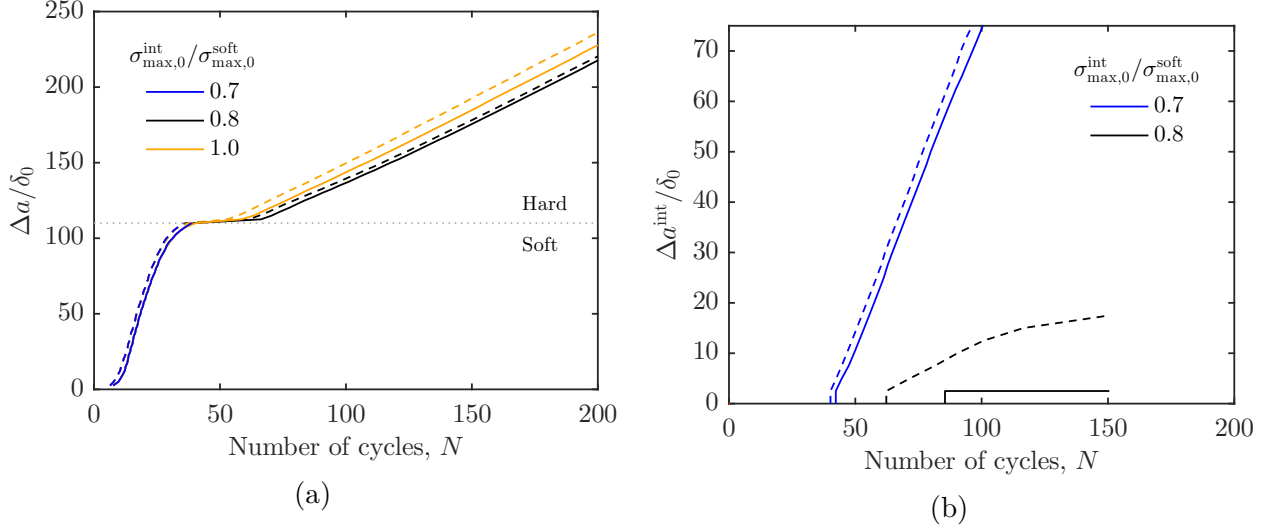 250
200
150
100
50
0
Δa/δ₀
σ^int_max,0/σ^soft_max,0
0.7
0.8
1.0
Hard
Soft
0 50 100 150 200
Number of cycles, N
(a)
70
60
50
40
30
20
10
0
Δa^int/δ₀
σ^int_max,0/σ^soft_max,0
0.7
0.8
0 50 100 150 200
Number of cycles, N
(b)